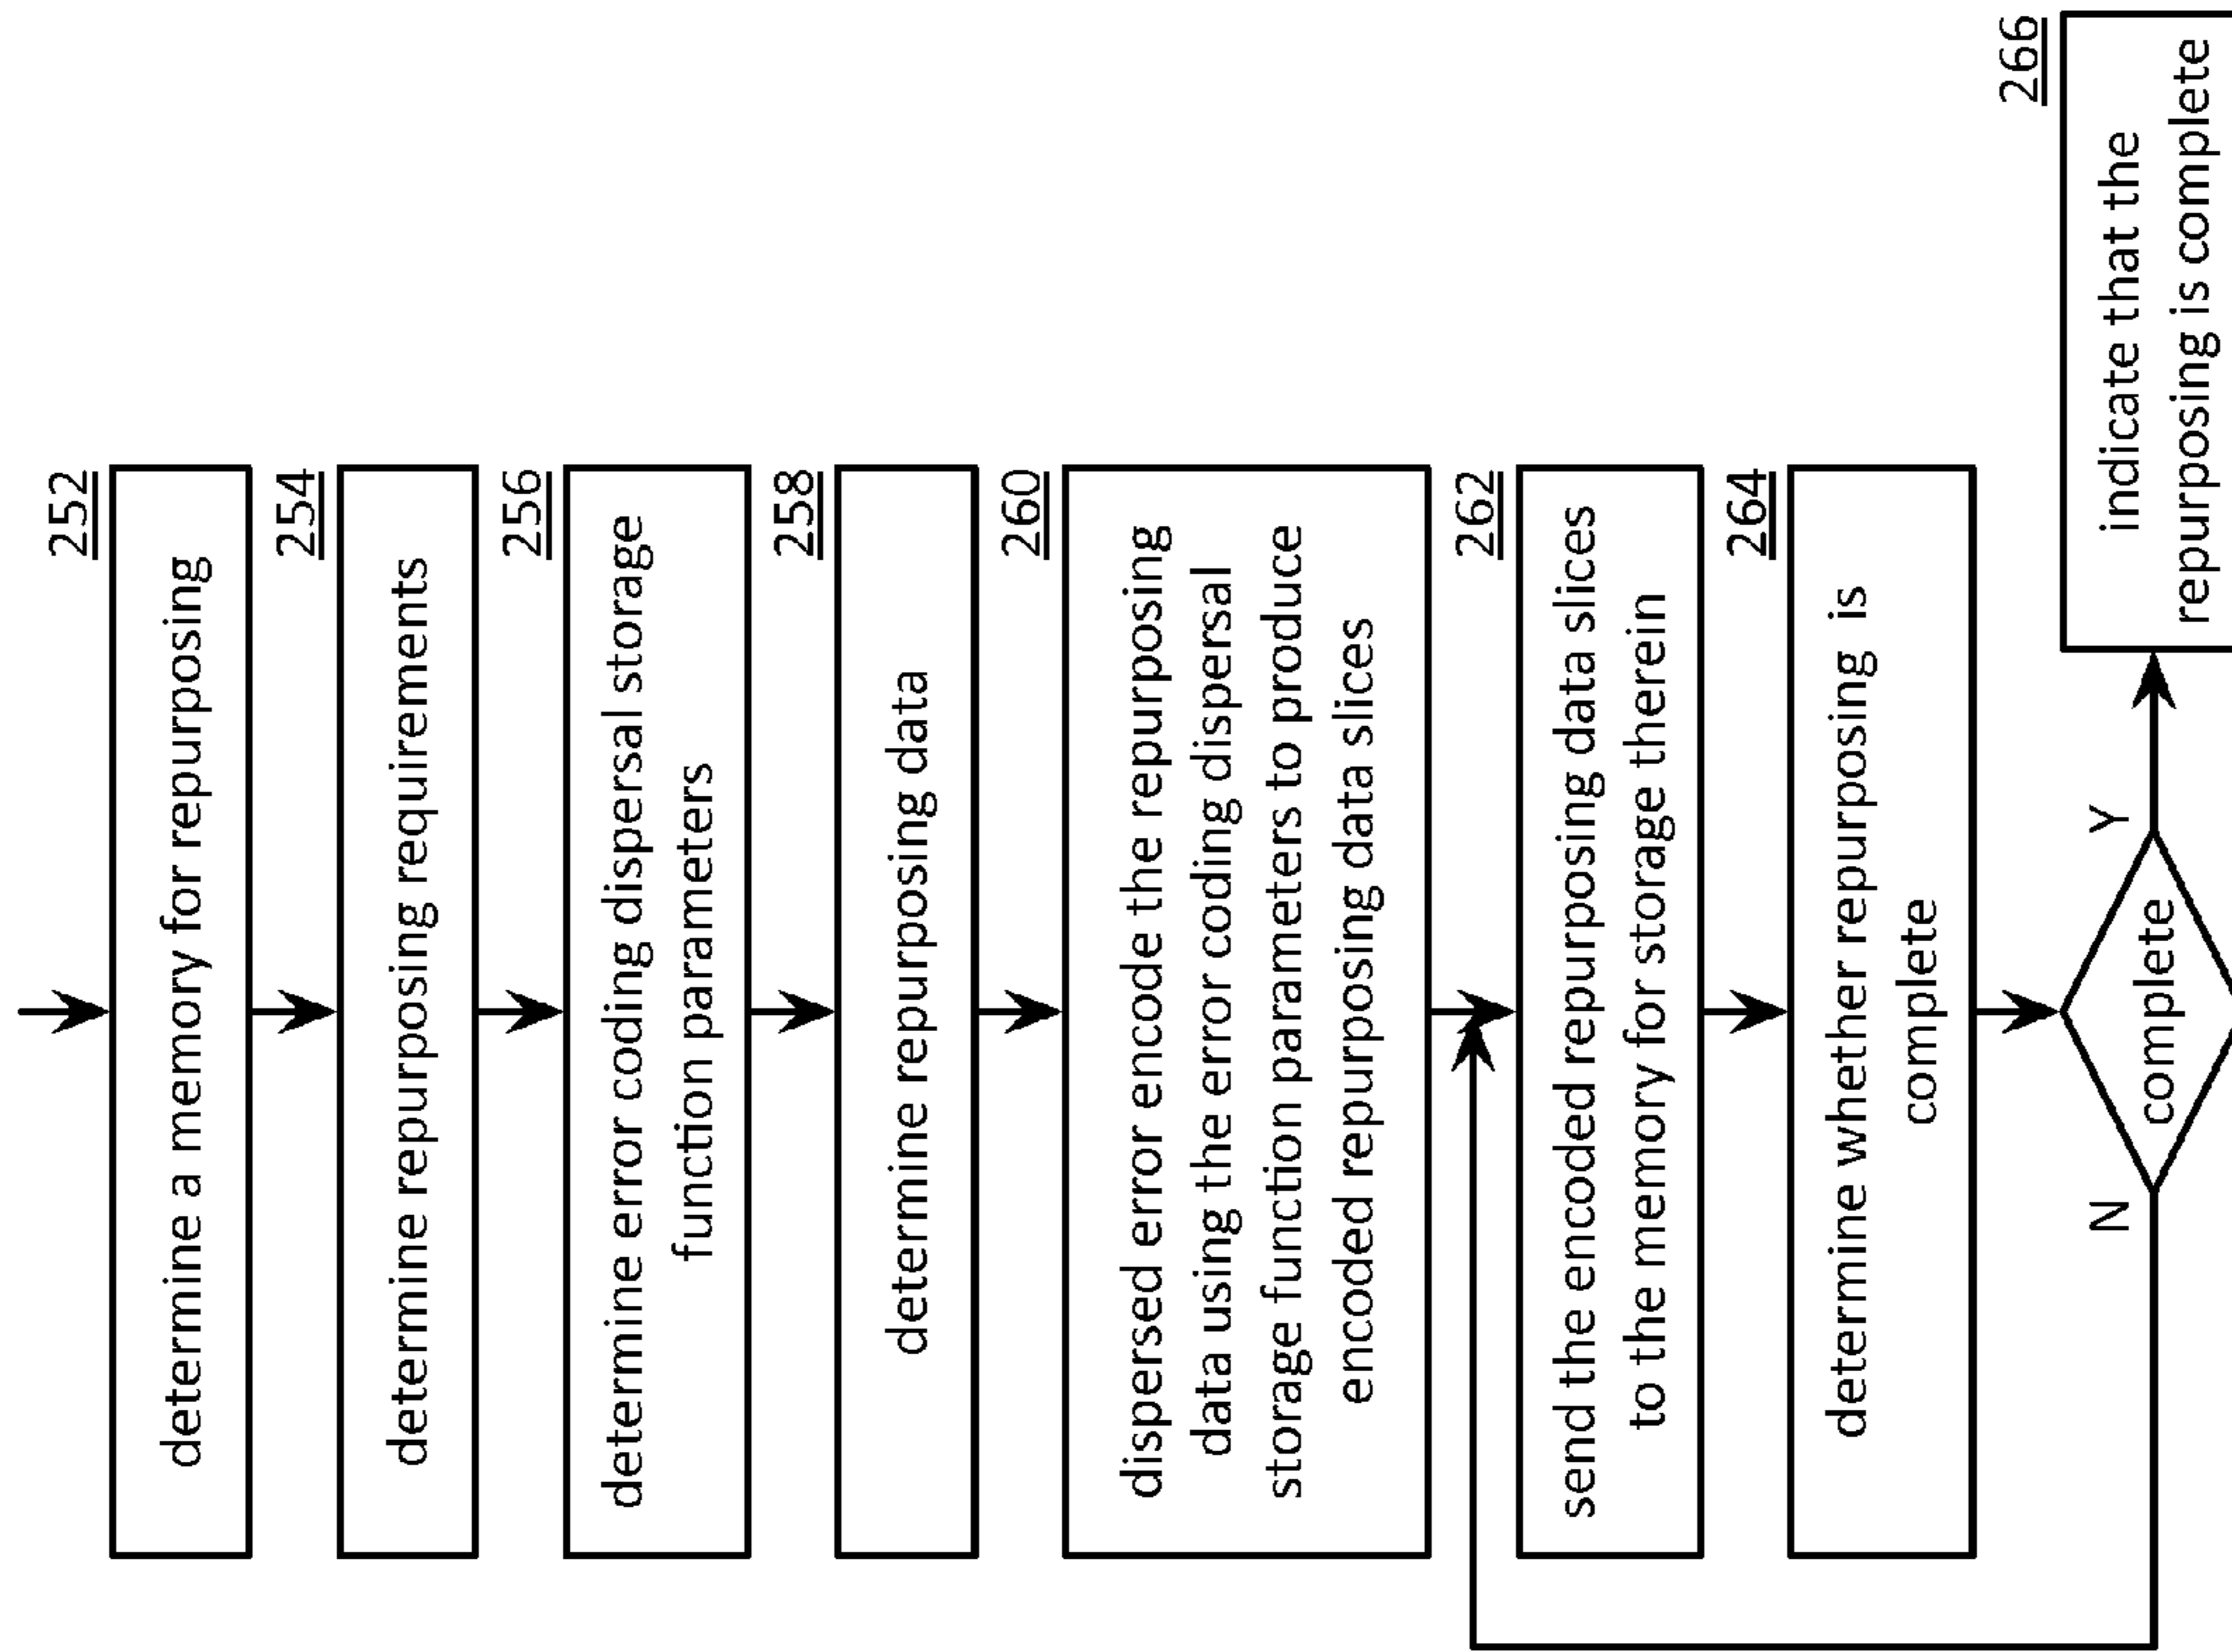 252
determine a memory for repurposing
254
determine repurposing requirements
256
determine error coding dispersal storage
function parameters
258
determine repurposing data
260
dispersed error encode the repurposing
data using the error coding dispersal
storage function parameters to produce
encoded repurposing data slices
262
send the encoded repurposing data slices
to the memory for storage therein
264
determine whether repurposing is
complete
N
complete
Y
266
indicate that the
repurposing is complete